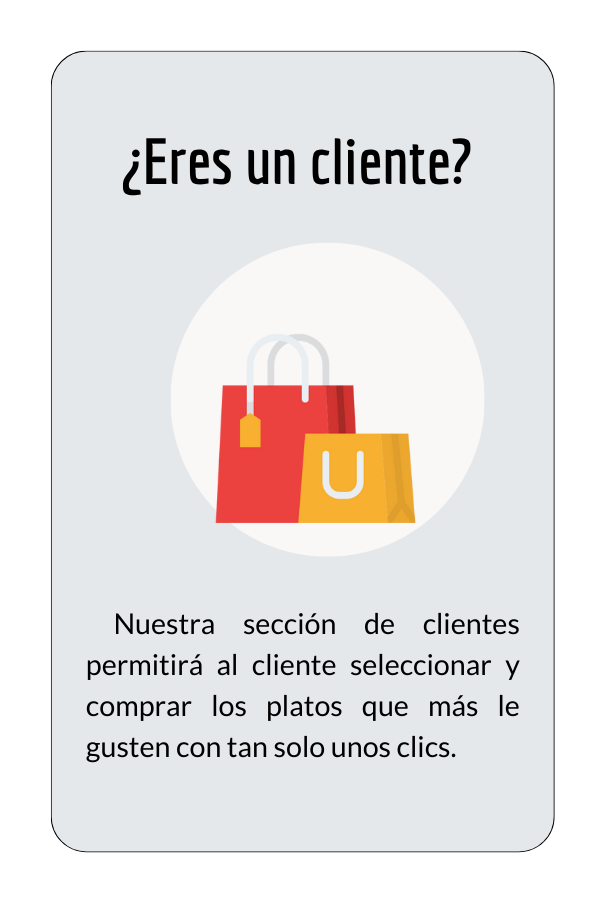 ¿Eres un cliente?
Nuestra sección de clientes
permitirá al cliente seleccionar y
comprar los platos que más le
gusten con tan solo unos clics.